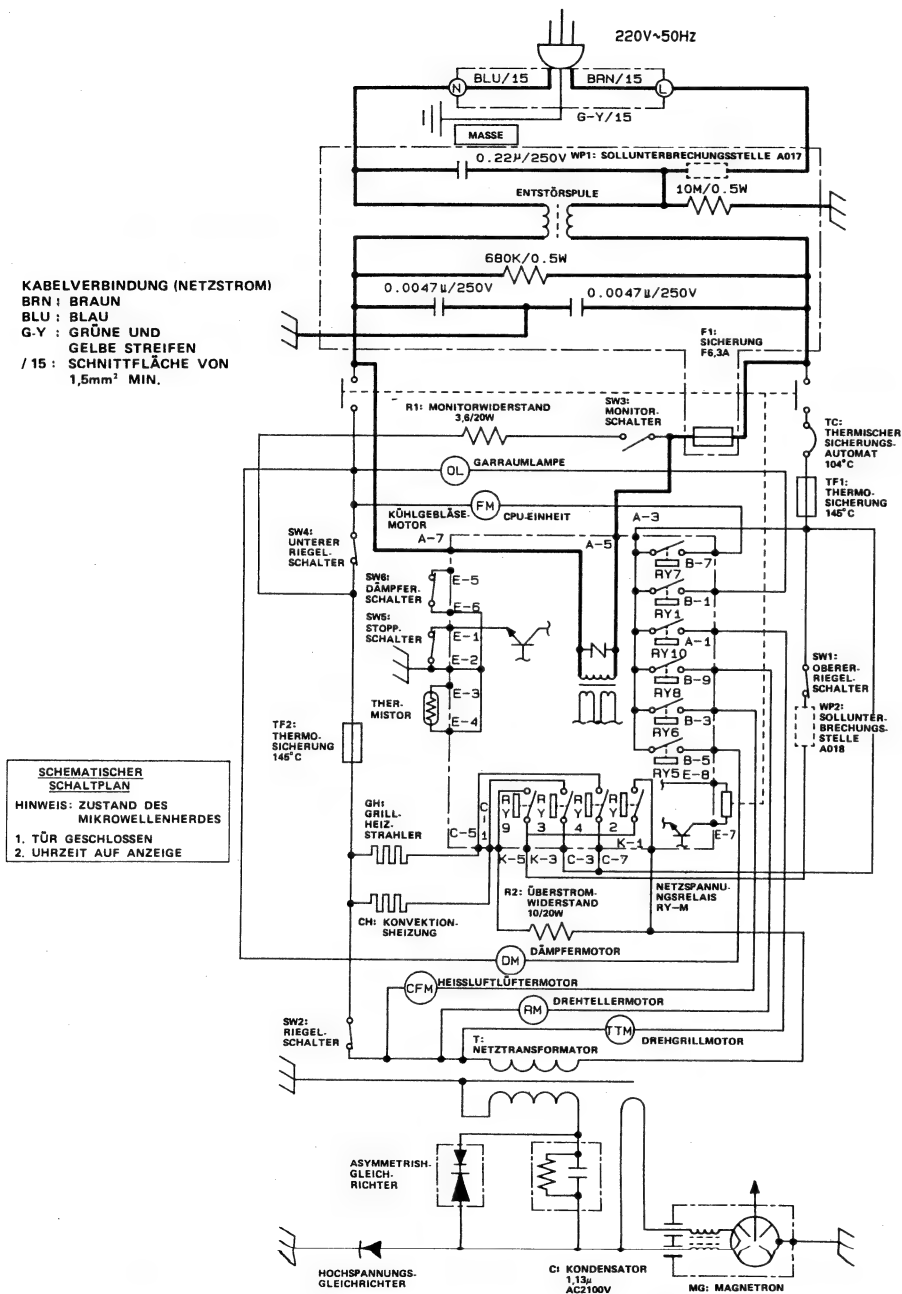 220V~50Hz
BLU/15
BRN/15
N
L
G-Y/15
MASSE
0.22µ/250V
WP1: SOLLUNTERBRECHUNGSSTELLE A017
10M/0.5W
ENTSTÖRSPULE
680K/0.5W
0.0047µ/250V
0.0047µ/250V
KABELVERBINDUNG (NETZSTROM)
BRN : BRAUN
BLU : BLAU
G-Y : GRÜNE UND
GELBE STREIFEN
/ 15 : SCHNITTFLÄCHE VON
1,5mm² MIN.
F1:
SICHERUNG
F6,3A
R1: MONITORWIDERSTAND
3,6/20W
SW3:
MONITOR-
SCHALTER
TC:
THERMISCHER
SICHERUNGS-
AUTOMAT
104°C
OL
GARRAUMLAMPE
TF1:
THERMO-
SICHERUNG
145°C
FM
KÜHLGEBLÄSE-
MOTOR
CPU-EINHEIT
A-3
A-7
A-5
SW4:
UNTERER
RIEGEL-
SCHALTER
B-7
RY7
SW6:
DÄMPFER-
SCHALTER
E-5
E-6
B-1
RY1
SW5:
STOPP-
SCHALTER
E-1
E-2
A-1
RY10
THER-
MISTOR
E-3
E-4
B-9
RY8
SW1:
OBERER-
RIEGEL-
SCHALTER
B-3
RY6
WP2:
SOLLUNTER-
BRECHUNGS-
STELLE
A018
TF2:
THERMO-
SICHERUNG
145°C
B-5
RY5
E-8
SCHEMATISCHER
SCHALTPLAN
HINWEIS: ZUSTAND DES
MIKROWELLENHERDES
1. TÜR GESCHLOSSEN
2. UHRZEIT AUF ANZEIGE
GH:
GRILL-
HEIZ-
STRAHLER
C-5
C-1
RY9
RY3
RY4
RY2
K-1
E-7
K-5
K-3
C-3
C-7
R2: ÜBERSTROM-
WIDERSTAND
10/20W
NETZSPANNU-
NGSRELAIS
RY-M
CH: KONVEKTION-
SHEIZUNG
DM
DÄMPFERMOTOR
CFM
HEISSLUFTLÜFTERMOTOR
RM
DREHTELLERMOTOR
SW2:
RIEGEL-
SCHALTER
TTM
DREHGRILLMOTOR
T:
NETZTRANSFORMATOR
ASYMMETRISH-
GLEICH-
RICHTER
HOCHSPANNUNGS-
GLEICHRICHTER
C: KONDENSATOR
1,13µ
AC2100V
MG: MAGNETRON